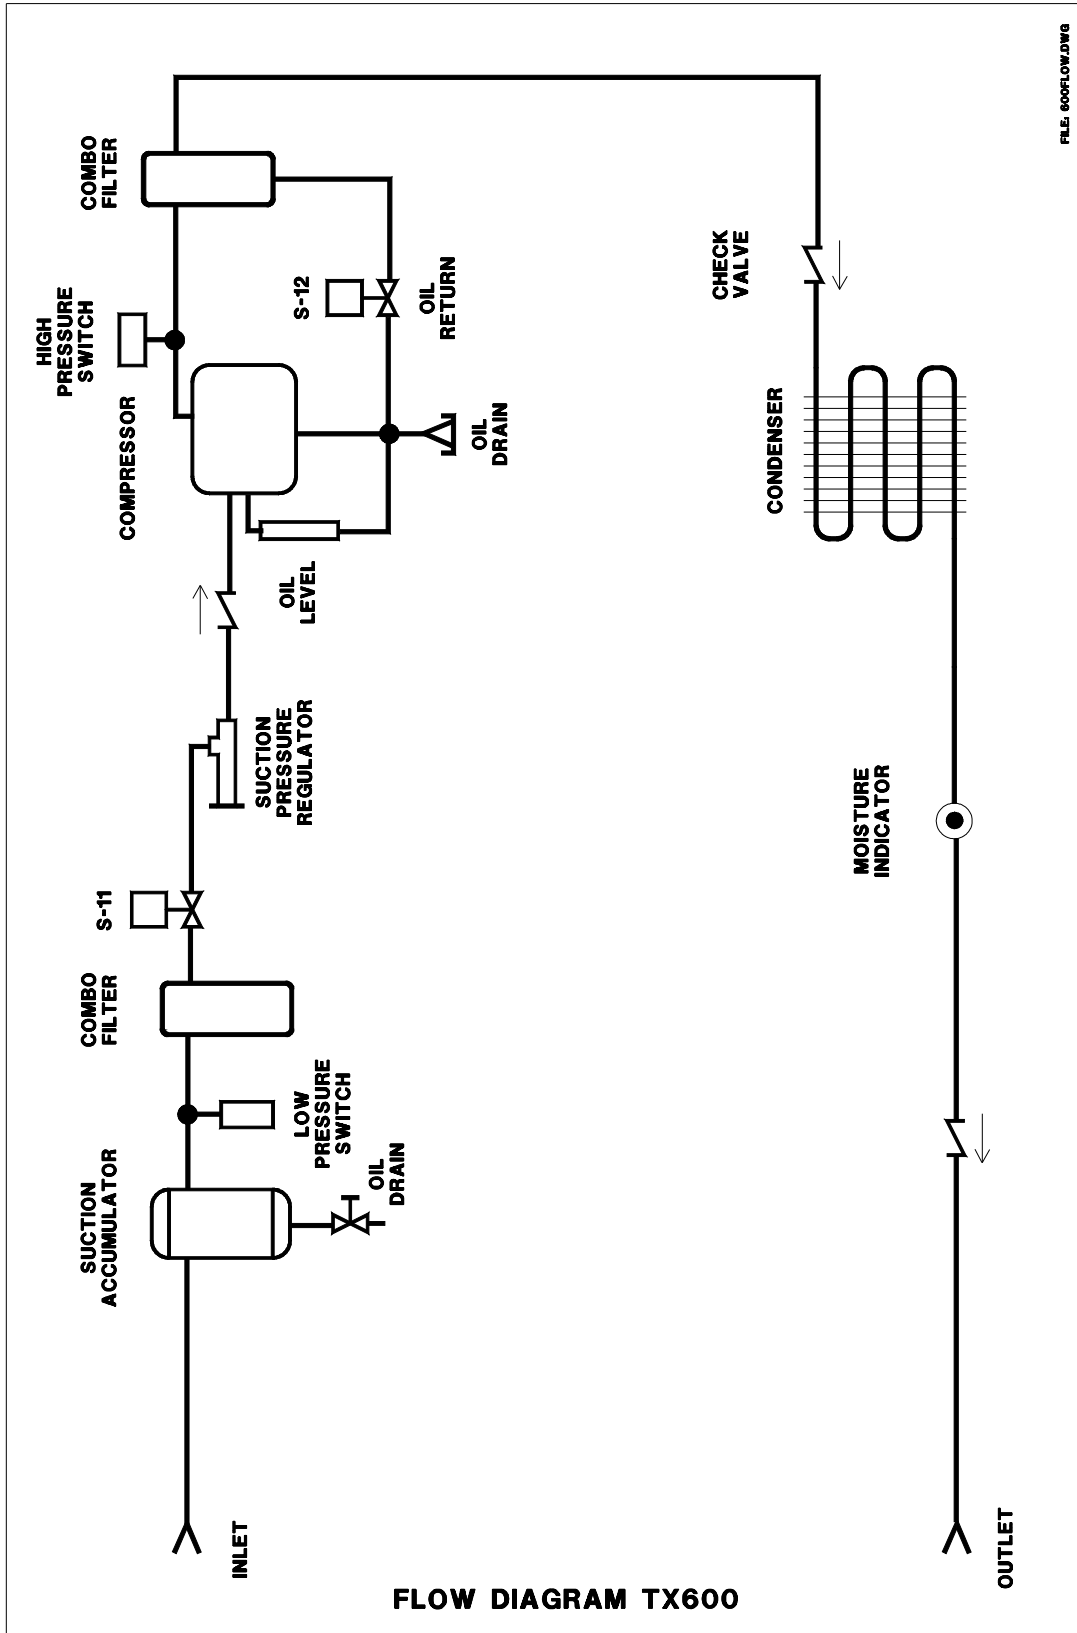 FILE: 600FLOW.DWG
COMBO
FILTER
HIGH
PRESSURE
SWITCH
COMPRESSOR
S-12
OIL
RETURN
OIL
DRAIN
OIL
LEVEL
CHECK
VALVE
CONDENSER
SUCTION
PRESSURE
REGULATOR
S-11
COMBO
FILTER
LOW
PRESSURE
SWITCH
SUCTION
ACCUMULATOR
OIL
DRAIN
MOISTURE
INDICATOR
INLET
OUTLET
FLOW DIAGRAM TX600